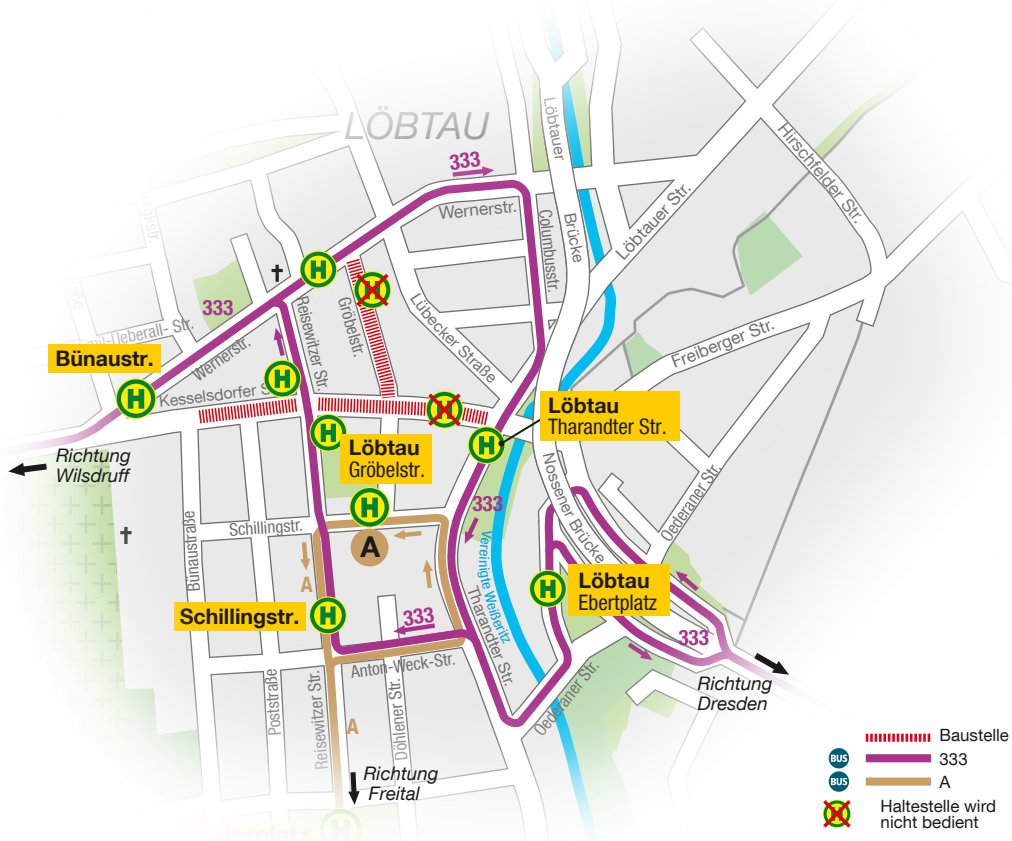 LÖBTAU
333
Wernerstr.
Löbtauer
Brücke
Columbusstr.
Löbtauer Str.
Hirschfelder Str.
H
H
333
Reisewitzer Str.
Gröbelstr.
Lübecker Straße
Freiberger Str.
Ueberall- Str.
Wernerstr.
Bünaustr.
H
H
Kesselsdorfer
H
H
H
Löbtau
Tharandter Str.
Löbtau
Gröbelstr.
Richtung
Wilsdruff
Nossener Brücke
Oederaner Str.
333
H
Schillingstr.
A
Bünaustraße
A
Vereinigte Weißeritz
H
Löbtau
Ebertplatz
Schillingstr.
H
333
Tharandter Str.
333
Anton-Weck-Str.
Richtung
Dresden
Poststraße
Reisewitzer Str.
A
Döhlener Str.
Oederaner Str.
Richtung
Freital
H
Baustelle
BUS
333
BUS
A
H
Haltestelle wird
nicht bedient